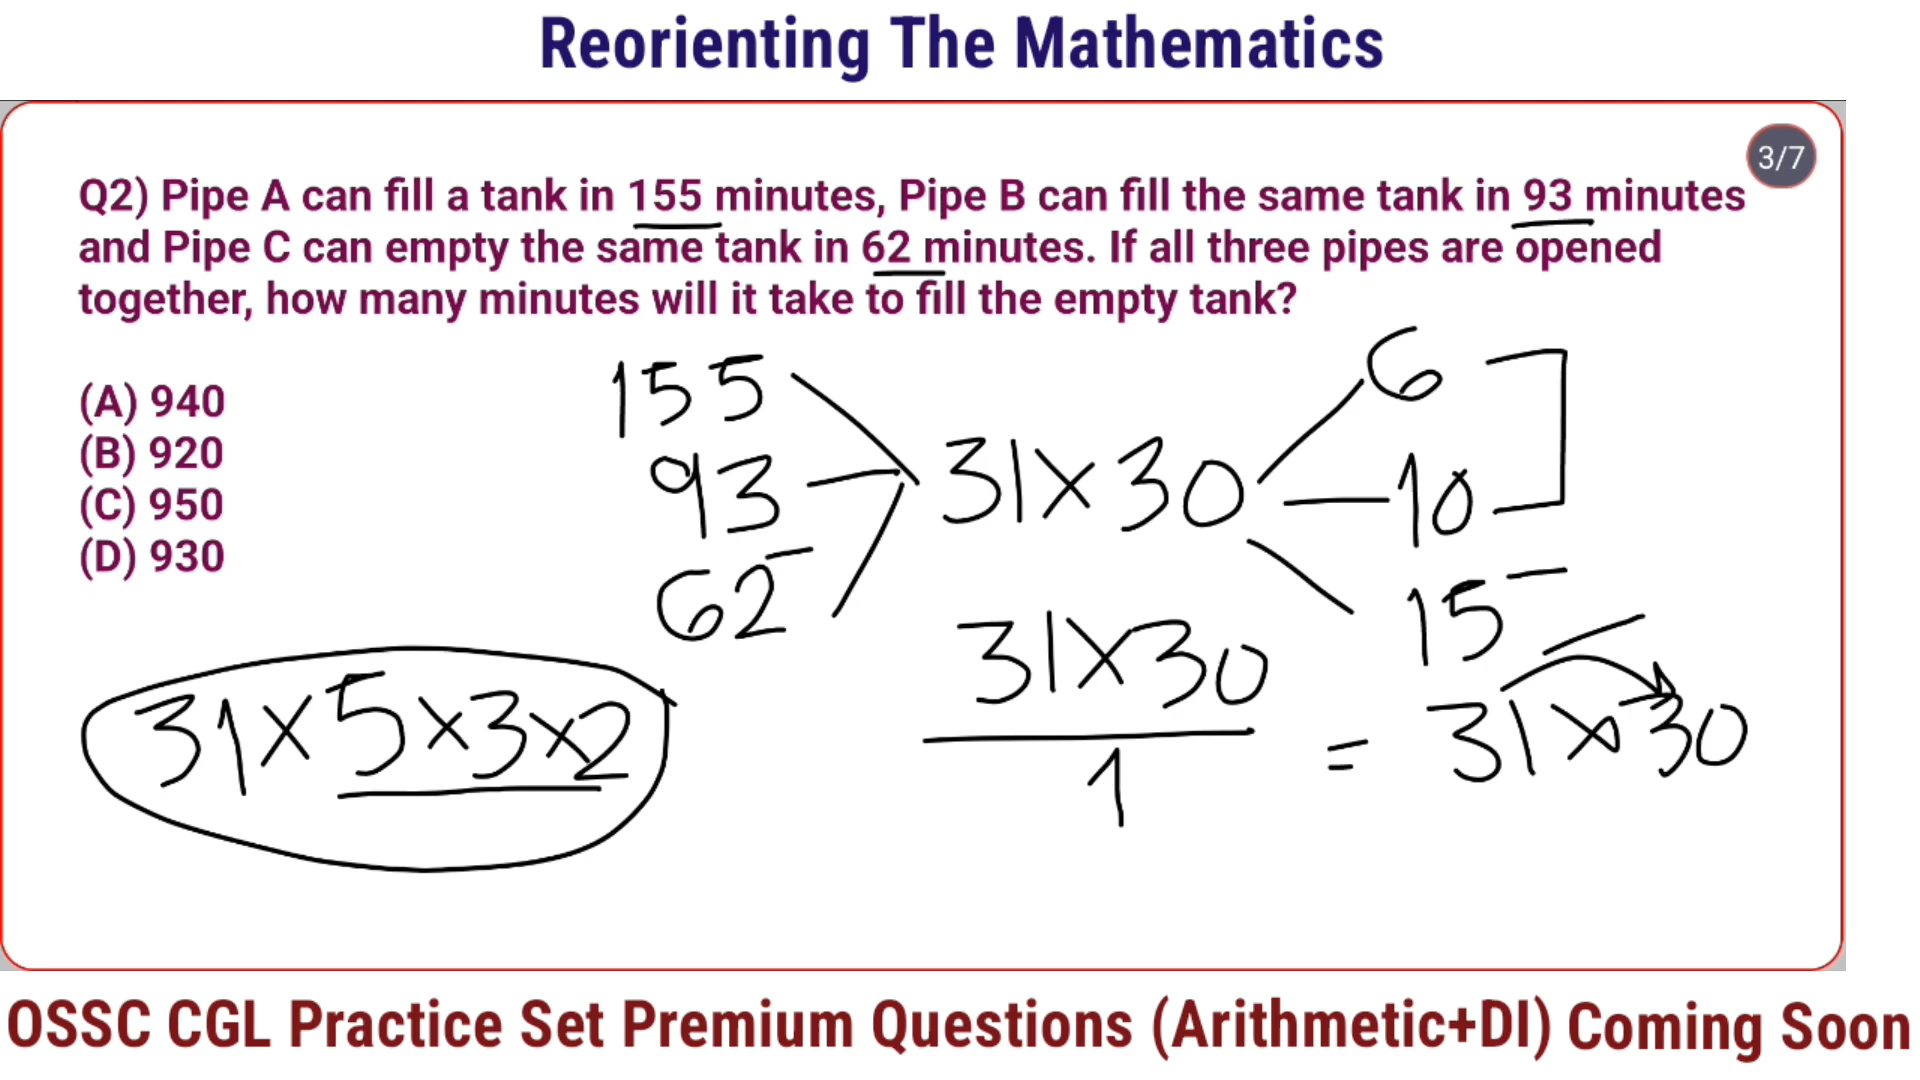 Reorienting The Mathematics
3/7
Q2) Pipe A can fill a tank in 155 minutes, Pipe B can fill the same tank in 93 minutes
and Pipe C can empty the same tank in 62 minutes. If all three pipes are opened
together, how many minutes will it take to fill the empty tank?
(A) 940
(B) 920
(C) 950
(D) 930
155
93
62
31×30
6
10
15
31×5×3×2
31×30
1
= 31×30
OSSC CGL Practice Set Premium Questions (Arithmetic+DI) Coming Soon